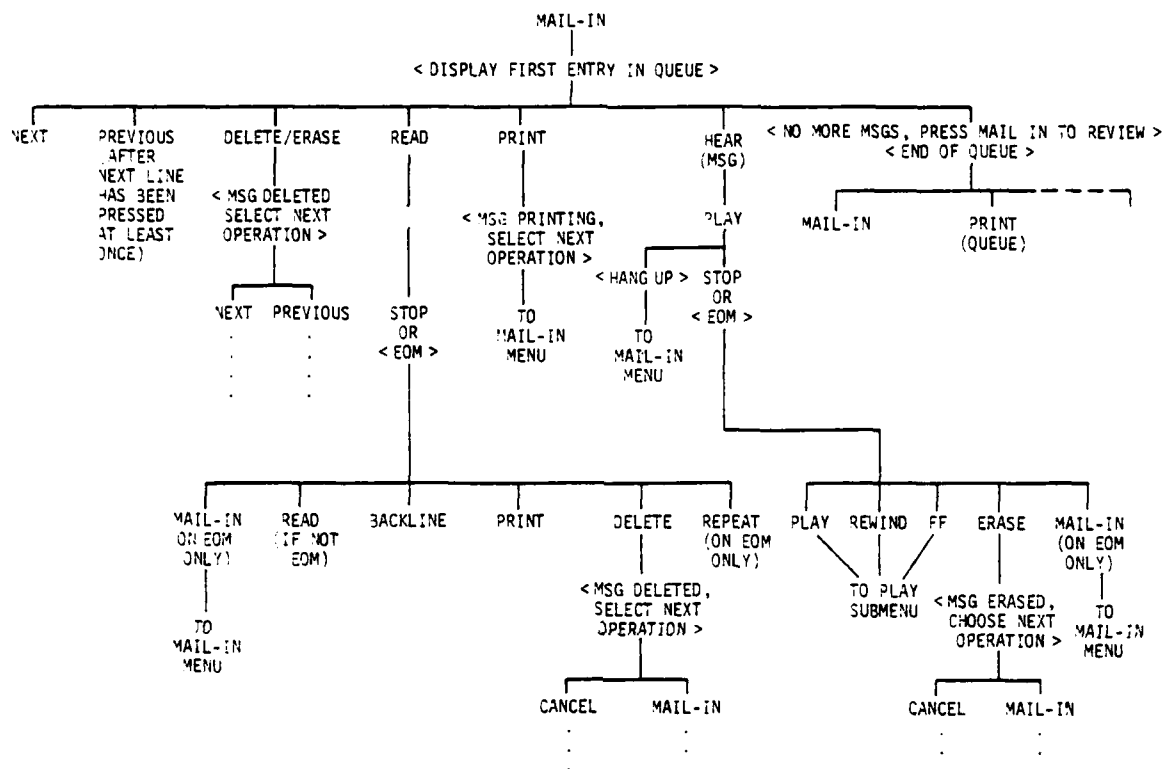 MAIL-IN
< DISPLAY FIRST ENTRY IN QUEUE >
NEXT
PREVIOUS
(AFTER
NEXT LINE
HAS BEEN
PRESSED
AT LEAST
ONCE)
DELETE/ERASE
< MSG DELETED
SELECT NEXT
OPERATION >
NEXT PREVIOUS
READ
STOP
OR
< EOM >
PRINT
< MSG PRINTING,
SELECT NEXT
OPERATION >
TO
MAIL-IN
MENU
HEAR
(MSG)
PLAY
< HANG UP >
TO
MAIL-IN
MENU
STOP
OR
< EOM >
< NO MORE MSGS, PRESS MAIL IN TO REVIEW >
< END OF QUEUE >
MAIL-IN
PRINT
(QUEUE)
MAIL-IN
(ON EOM
ONLY)
TO
MAIL-IN
MENU
READ
(IF NOT
EOM)
BACKLINE
PRINT
DELETE
< MSG DELETED,
SELECT NEXT
OPERATION >
CANCEL MAIL-IN
REPEAT
(ON EOM
ONLY)
PLAY REWIND FF
TO PLAY
SUBMENU
ERASE
< MSG ERASED,
CHOOSE NEXT
OPERATION >
CANCEL MAIL-IN
MAIL-IN
(ON EOM
ONLY)
TO
MAIL-IN
MENU